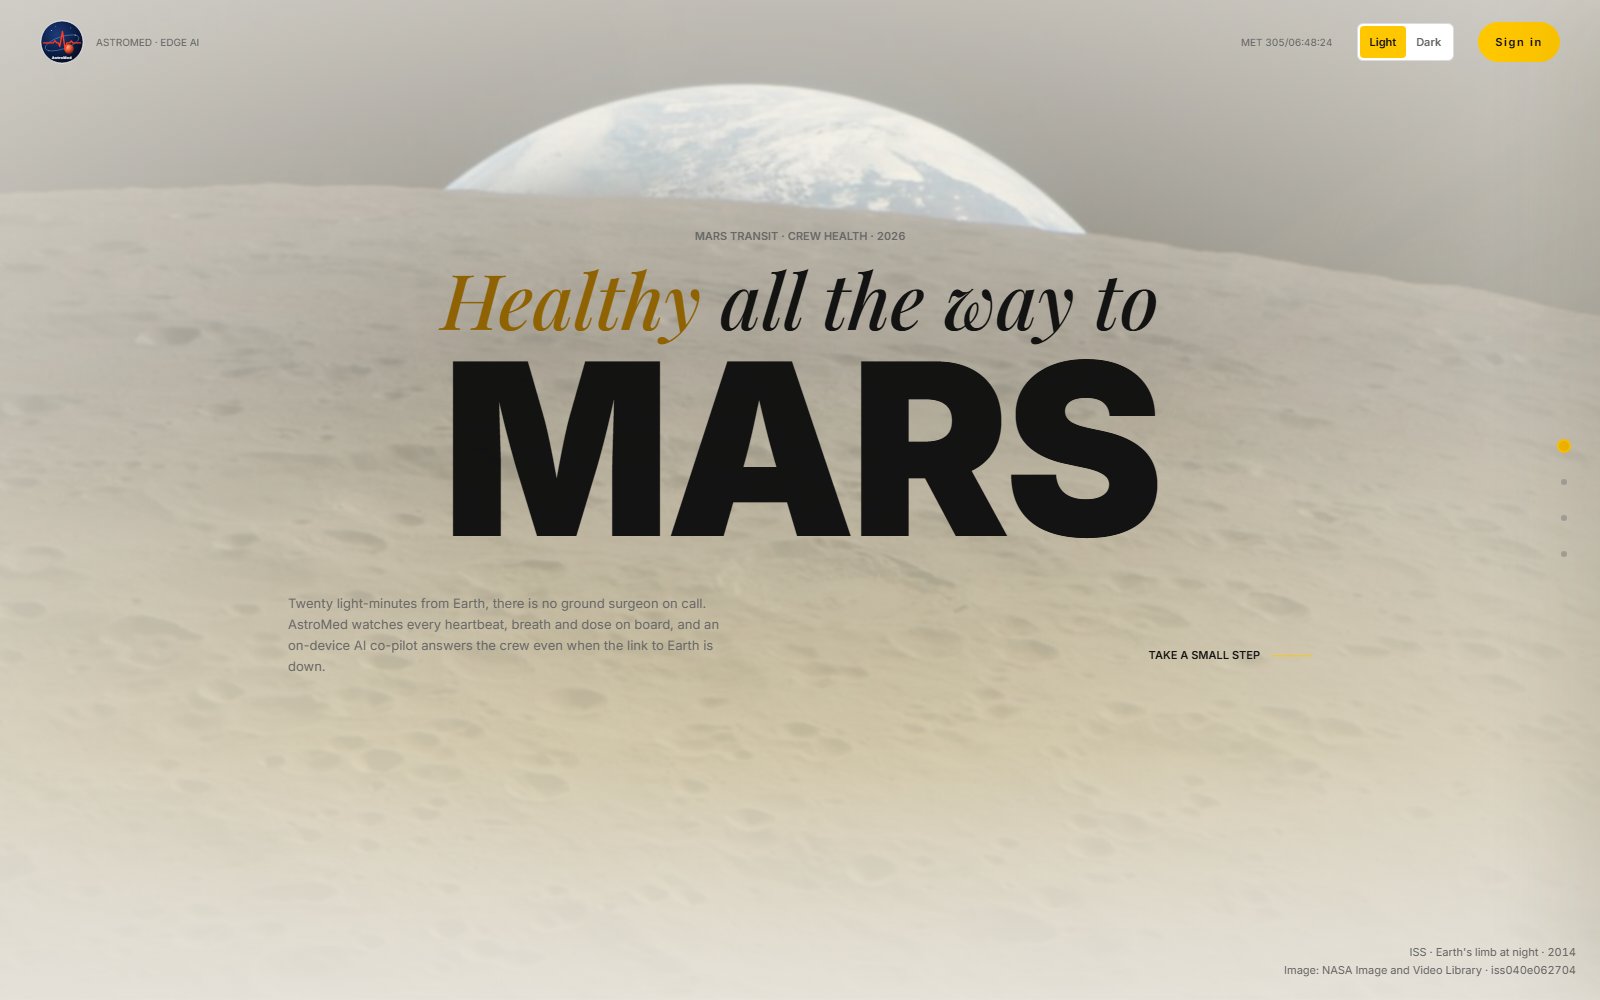 AstroMed
ASTROMED · EDGE AI
MET 305/06:48:24
Light
Dark
Sign in
MARS TRANSIT · CREW HEALTH · 2026
Healthy all the way to
MARS
Twenty light-minutes from Earth, there is no ground surgeon on call.
AstroMed watches every heartbeat, breath and dose on board, and an
on-device AI co-pilot answers the crew even when the link to Earth is
down.
TAKE A SMALL STEP
ISS · Earth's limb at night · 2014
Image: NASA Image and Video Library · iss040e062704